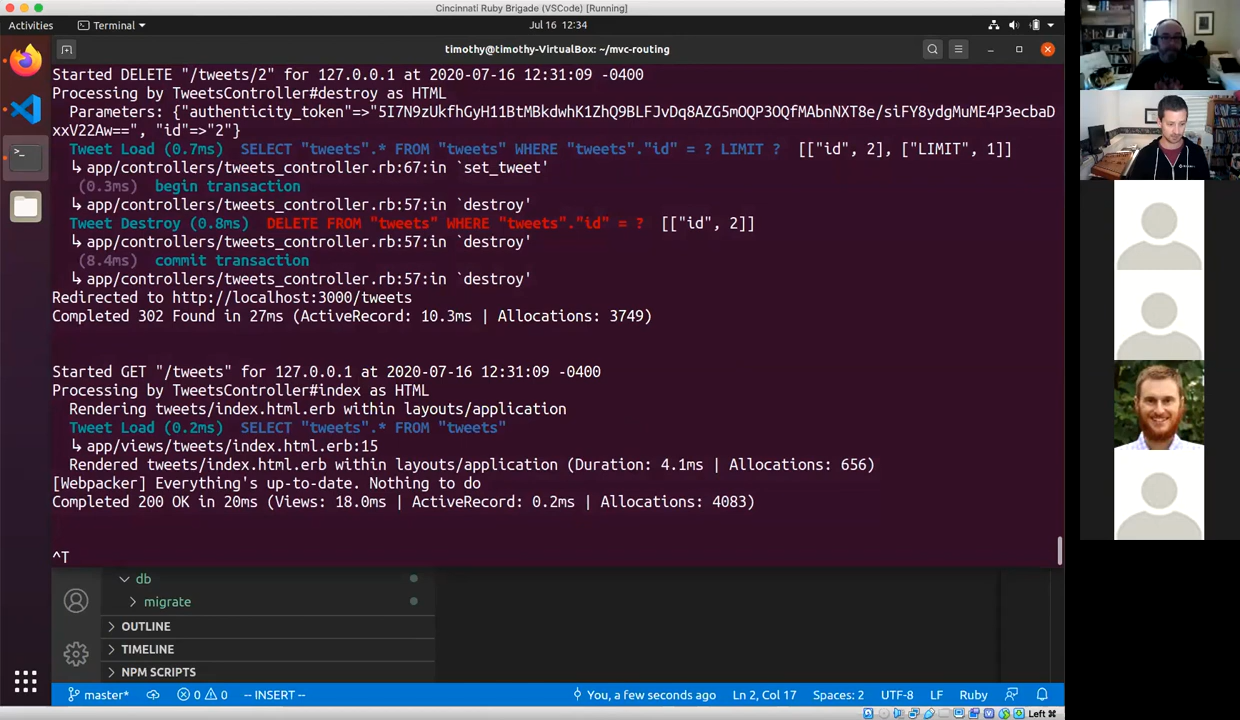 Cincinnati Ruby Brigade (VSCode) [Running]
Activities
Terminal
Jul 16 12:34
timothy@timothy-VirtualBox: ~/mvc-routing
Started DELETE "/tweets/2" for 127.0.0.1 at 2020-07-16 12:31:09 -0400
Processing by TweetsController#destroy as HTML
Parameters: {"authenticity_token"=>"5I7N9zUkfhGyH11BtMBkdwhK1ZhQ9BLFJvDq8AZG5mOQP3OQfMAbnNXT8e/siFY8ydgMuME4P3ecbaD
xxV22Aw==", "id"=>"2"}
Tweet Load (0.7ms)  SELECT "tweets".* FROM "tweets" WHERE "tweets"."id" = ? LIMIT ?  [["id", 2], ["LIMIT", 1]]
↳ app/controllers/tweets_controller.rb:67:in `set_tweet'
(0.3ms)  begin transaction
↳ app/controllers/tweets_controller.rb:57:in `destroy'
Tweet Destroy (0.8ms)  DELETE FROM "tweets" WHERE "tweets"."id" = ?  [["id", 2]]
↳ app/controllers/tweets_controller.rb:57:in `destroy'
(8.4ms)  commit transaction
↳ app/controllers/tweets_controller.rb:57:in `destroy'
Redirected to http://localhost:3000/tweets
Completed 302 Found in 27ms (ActiveRecord: 10.3ms | Allocations: 3749)
Started GET "/tweets" for 127.0.0.1 at 2020-07-16 12:31:09 -0400
Processing by TweetsController#index as HTML
Rendering tweets/index.html.erb within layouts/application
Tweet Load (0.2ms)  SELECT "tweets".* FROM "tweets"
↳ app/views/tweets/index.html.erb:15
Rendered tweets/index.html.erb within layouts/application (Duration: 4.1ms | Allocations: 656)
[Webpacker] Everything's up-to-date. Nothing to do
Completed 200 OK in 20ms (Views: 18.0ms | ActiveRecord: 0.2ms | Allocations: 4083)
^T
db
migrate
OUTLINE
TIMELINE
NPM SCRIPTS
master*
0
0
-- INSERT --
You, a few seconds ago
Ln 2, Col 17
Spaces: 2
UTF-8
LF
Ruby
Left ⌘